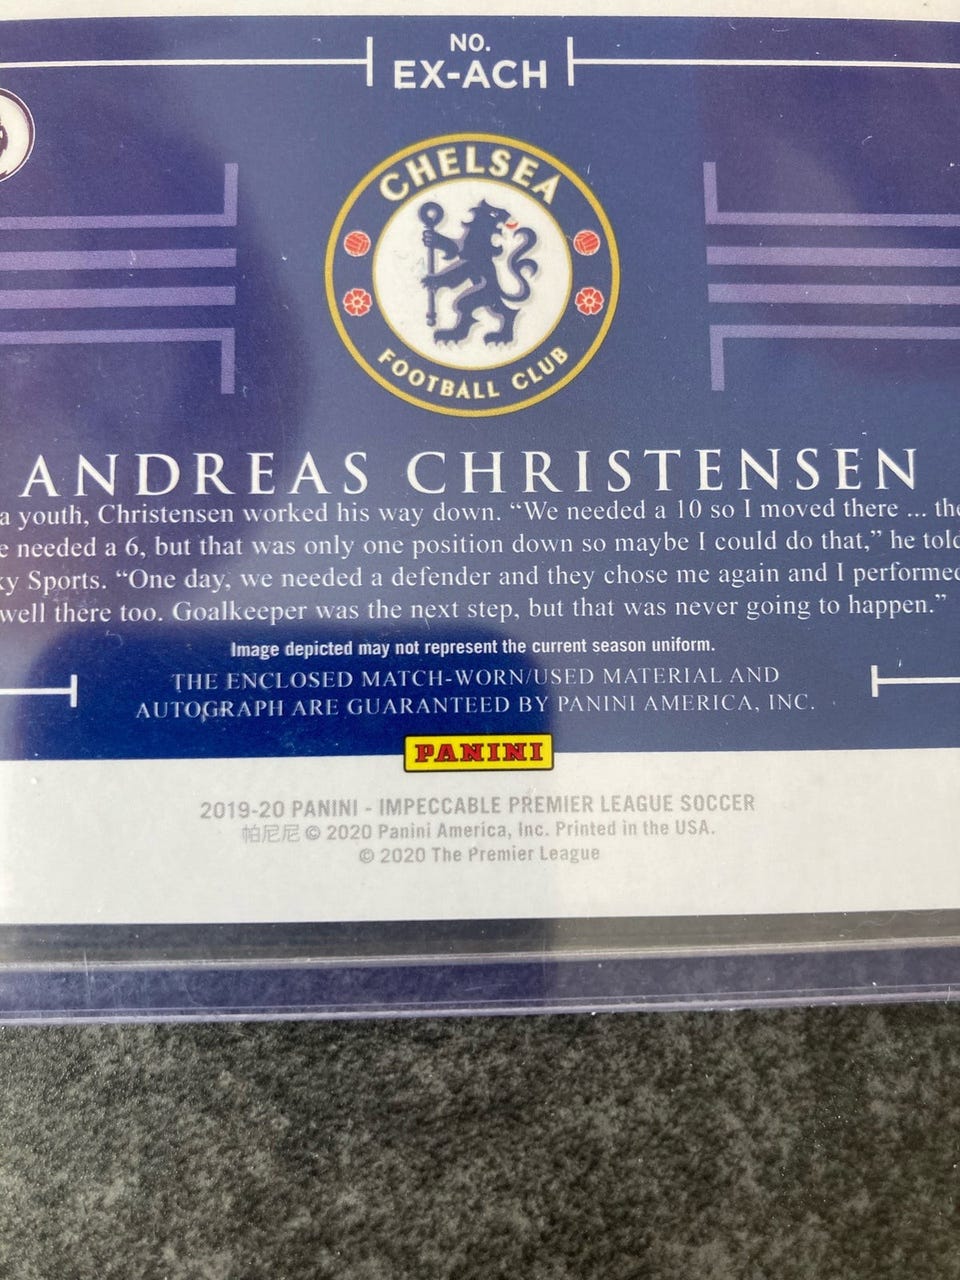 NO.
EX-ACH
CHELSEA
FOOTBALL CLUB
ANDREAS CHRISTENSEN
a youth, Christensen worked his way down. “We needed a 10 so I moved there ... the
needed a 6, but that was only one position down so maybe I could do that,” he told
Sports. “One day, we needed a defender and they chose me again and I performed
well there too. Goalkeeper was the next step, but that was never going to happen.”
Image depicted may not represent the current season uniform.
THE ENCLOSED MATCH-WORN/USED MATERIAL AND
AUTOGRAPH ARE GUARANTEED BY PANINI AMERICA, INC.
PANINI
2019-20 PANINI - IMPECCABLE PREMIER LEAGUE SOCCER
帕尼尼 © 2020 Panini America, Inc. Printed in the USA.
© 2020 The Premier League